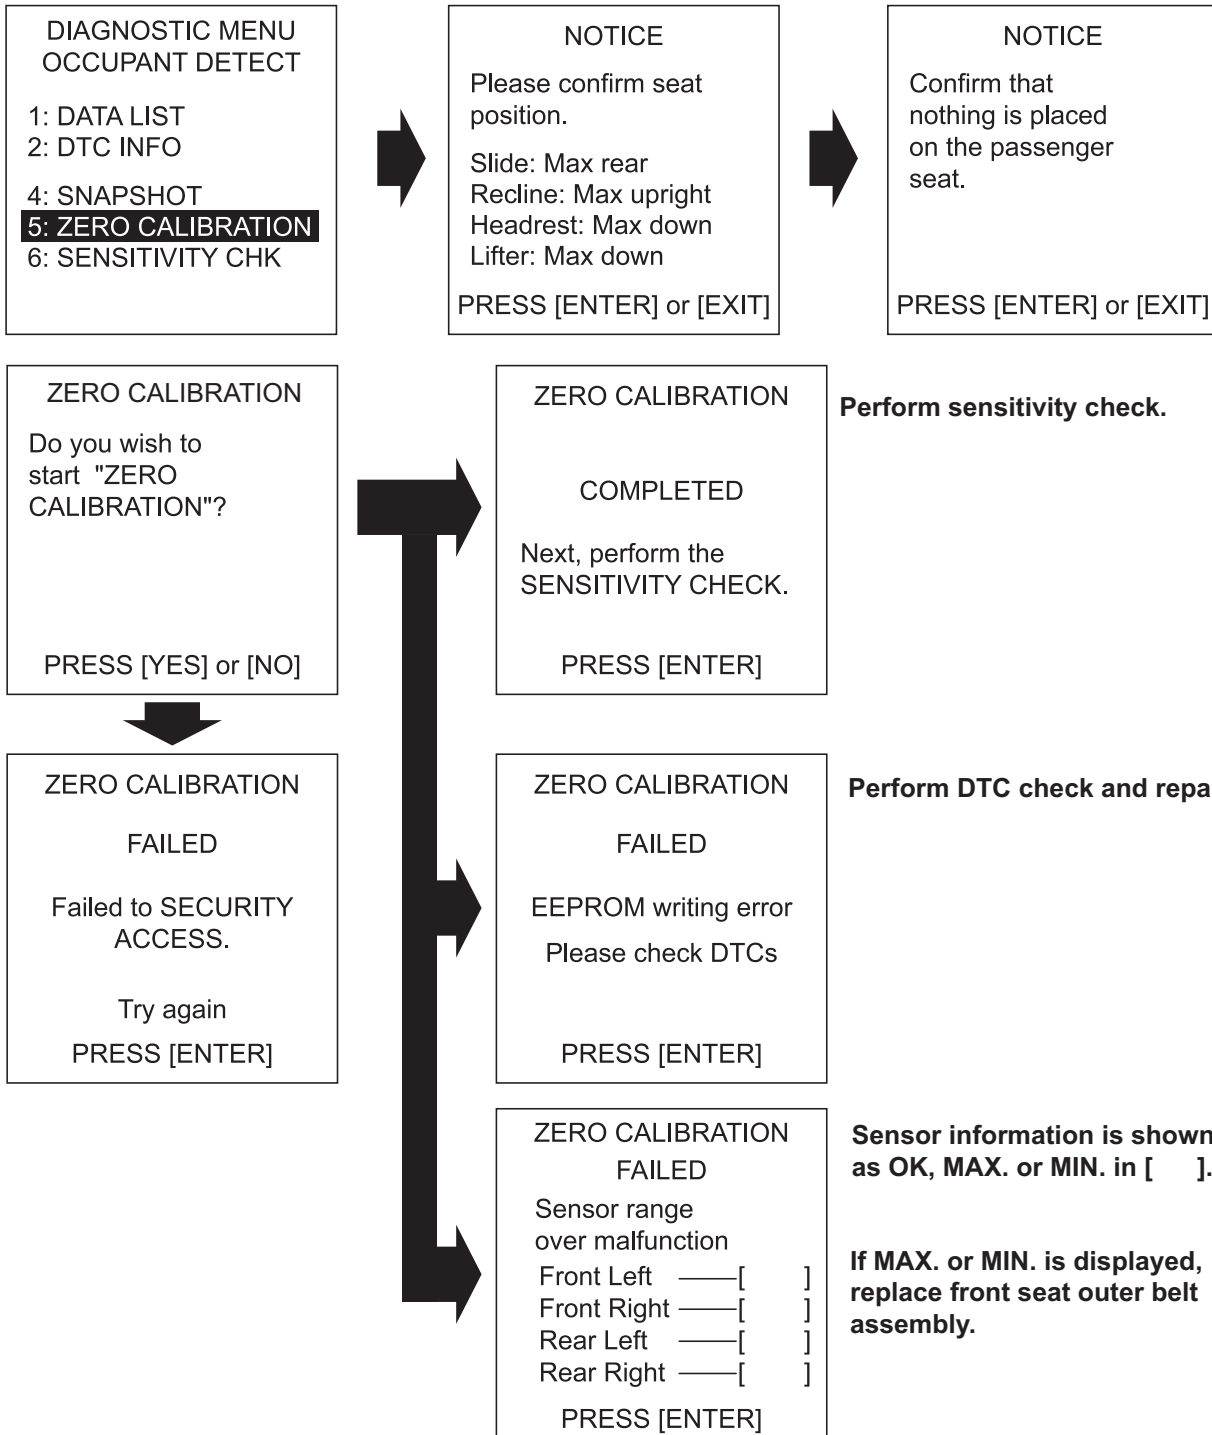 DIAGNOSTIC MENU
OCCUPANT DETECT
1: DATA LIST
2: DTC INFO
4: SNAPSHOT
5: ZERO CALIBRATION
6: SENSITIVITY CHK
NOTICE
Please confirm seat
position.
Slide: Max rear
Recline: Max upright
Headrest: Max down
Lifter: Max down
PRESS [ENTER] or [EXIT]
NOTICE
Confirm that
nothing is placed
on the passenger
seat.
PRESS [ENTER] or [EXIT]
ZERO CALIBRATION
Do you wish to
start "ZERO
CALIBRATION"?
PRESS [YES] or [NO]
ZERO CALIBRATION
COMPLETED
Next, perform the
SENSITIVITY CHECK.
PRESS [ENTER]
Perform sensitivity check.
ZERO CALIBRATION
FAILED
Failed to SECURITY
ACCESS.
Try again
PRESS [ENTER]
ZERO CALIBRATION
FAILED
EEPROM writing error
Please check DTCs
PRESS [ENTER]
Perform DTC check and repa
ZERO CALIBRATION
FAILED
Sensor range
over malfunction
Front Left ——[ ]
Front Right ——[ ]
Rear Left ——[ ]
Rear Right ——[ ]
PRESS [ENTER]
Sensor information is shown
as OK, MAX. or MIN. in [ ].
If MAX. or MIN. is displayed,
replace front seat outer belt
assembly.